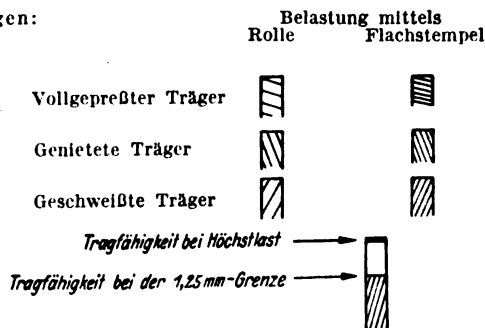 gen:
Belastung mittels
Rolle Flachstempel
Vollgepreßter Träger
Genietete Träger
Geschweißte Träger
Tragfähigkeit bei Höchstlast
Tragfähigkeit bei der 1,25 mm-Grenze